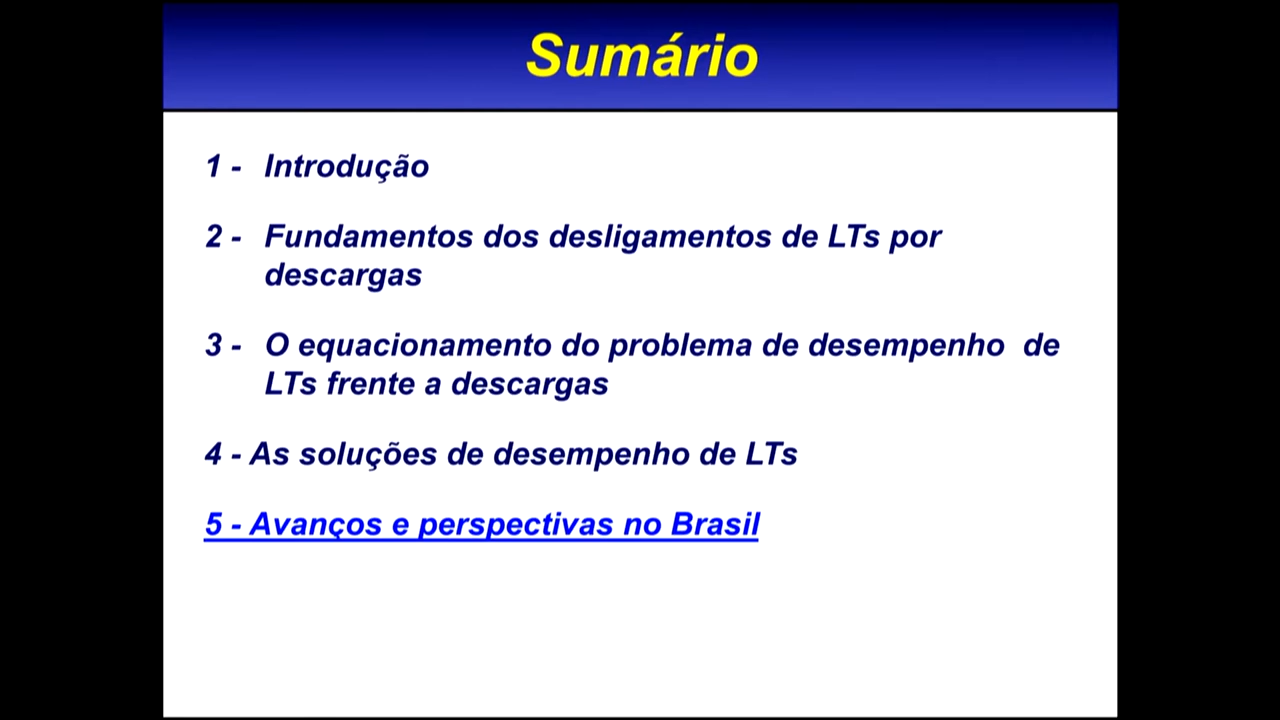 Sumário
1 - Introdução
2 - Fundamentos dos desligamentos de LTs por
descargas
3 - O equacionamento do problema de desempenho de
LTs frente a descargas
4 - As soluções de desempenho de LTs
5 - Avanços e perspectivas no Brasil